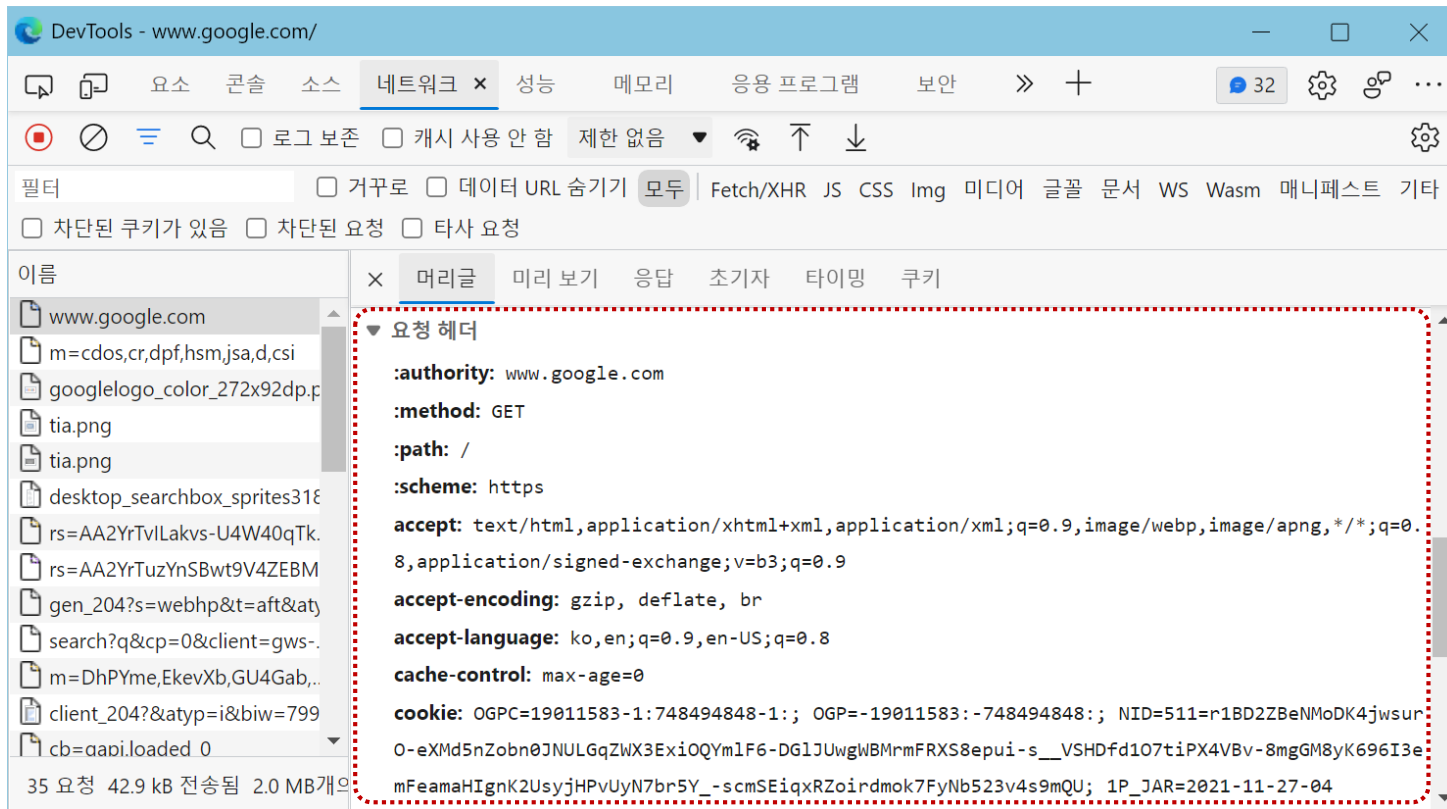 DevTools - www.google.com/
요소 콘솔 소스 네트워크 성능 메모리 응용 프로그램 보안 32
로그 보존 캐시 사용 안 함 제한 없음
필터 거꾸로 데이터 URL 숨기기 모두 Fetch/XHR JS CSS Img 미디어 글꼴 문서 WS Wasm 매니페스트 기타
차단된 쿠키가 있음 차단된 요청 타사 요청
이름
머리글 미리 보기 응답 초기자 타이밍 쿠키
www.google.com
m=cdos,cr,dpf,hsm,jsa,d,csi
googlelogo_color_272x92dp.p
tia.png
tia.png
desktop_searchbox_sprites318
rs=AA2YrTvILakvs-U4W40qTk.
rs=AA2YrTuzYnSBwt9V4ZEBM
gen_204?s=webhp&t=aft&aty
search?q&cp=0&client=gws-.
m=DhPYme,EkevXb,GU4Gab,..
client_204?&atyp=i&biw=799
cb=gapi.loaded_0
35 요청 42.9 kB 전송됨 2.0 MB개의
요청 헤더
:authority: www.google.com
:method: GET
:path: /
:scheme: https
accept: text/html,application/xhtml+xml,application/xml;q=0.9,image/webp,image/apng,*/*;q=0.
8,application/signed-exchange;v=b3;q=0.9
accept-encoding: gzip, deflate, br
accept-language: ko,en;q=0.9,en-US;q=0.8
cache-control: max-age=0
cookie: OGPC=19011583-1:748494848-1:; OGP=-19011583:-748494848:; NID=511=r1BD2ZBeNMoDK4jwsur
O-eXMd5nZobn0JNULGqZWX3ExiOQYmlF6-DGlJUwgWBMrmFRXS8epui-s__VSHDfd1O7tiPX4VBv-8mgGM8yK696I3e
mFeamaHIgnK2UsyjHPvUyN7br5Y_-scmSEiqxRZoirdmok7FyNb523v4s9mQU; 1P_JAR=2021-11-27-04